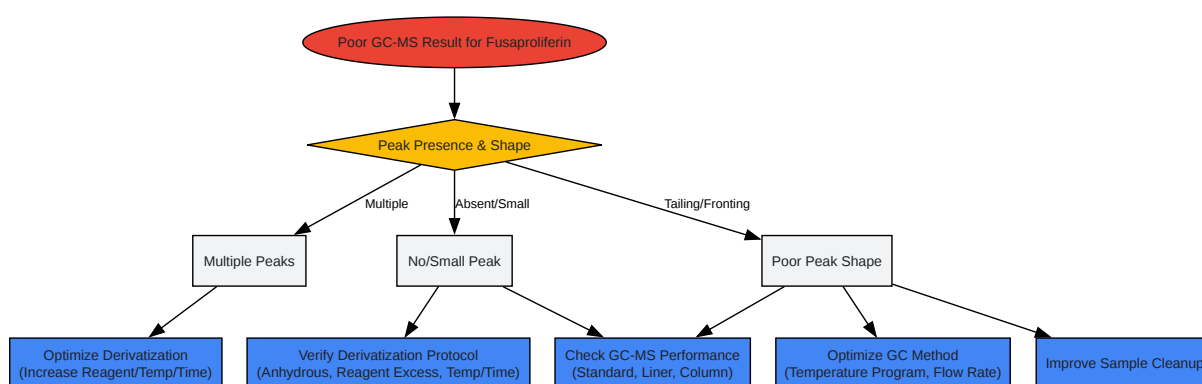 Poor GC-MS Result for Fusaproliferin
Peak Presence & Shape
Multiple
Absent/Small
Tailing/Fronting
Multiple Peaks
No/Small Peak
Poor Peak Shape
Optimize Derivatization
(Increase Reagent/Temp/Time)
Verify Derivatization Protocol
(Anhydrous, Reagent Excess, Temp/Time)
Check GC-MS Performance
(Standard, Liner, Column)
Optimize GC Method
(Temperature Program, Flow Rate)
Improve Sample Cleanup